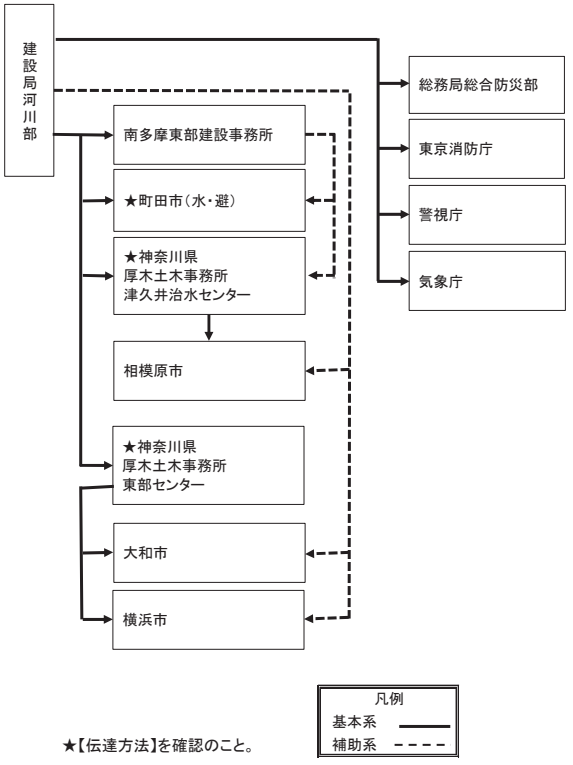 建設局河川部
総務局総合防災部
南多摩東部建設事務所
東京消防庁
★町田市(水・避)
警視庁
★神奈川県
厚木土木事務所
津久井治水センター
気象庁
相模原市
★神奈川県
厚木土木事務所
東部センター
大和市
横浜市
凡例
基本系
補助系
★【伝達方法】を確認のこと。